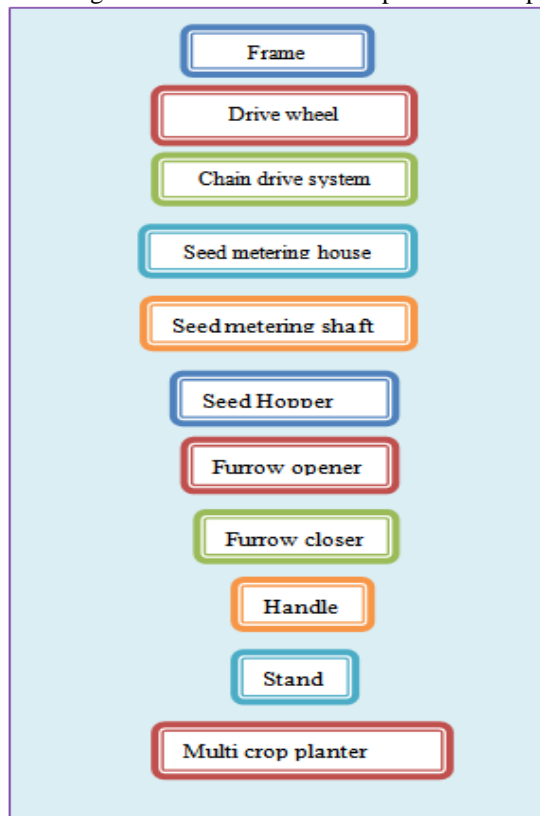 Frame
Drive wheel
Chain drive system
Seed metering house
Seed metering shaft
Seed Hopper
Furrow opener
Furrow closer
Handle
Stand
Multi crop planter